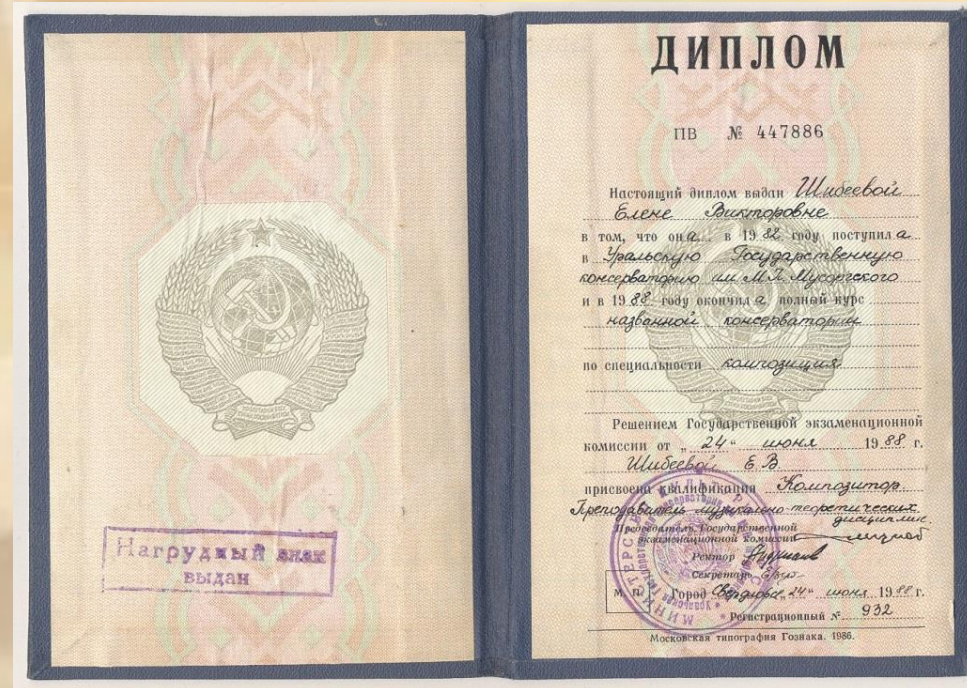 Нагрудный знак
выдан
ДИПЛОМ
ПВ № 447886
Настоящий диплом выдан Шибеевой
Елене Викторовне
в том, что она в 1982 году поступила
в Уральскую Государственную
консерваторию им М.П. Мусоргского
и в 1988 году окончила полный курс
названной консерватории
по специальности композиция
Решением Государственной экзаменационной
комиссии от „24“ июня 1988 г.
Шибеевой Е.В.
присвоена квалификация Композитор
Преподаватель музыкально-теоретических
дисциплин.
Председатель Государственной
экзаменационной комиссии
Ректор
Секретарь
М. П. Город „24“ июня 1988 г.
Регистрационный № 932
Московская типография Гознака. 1986.